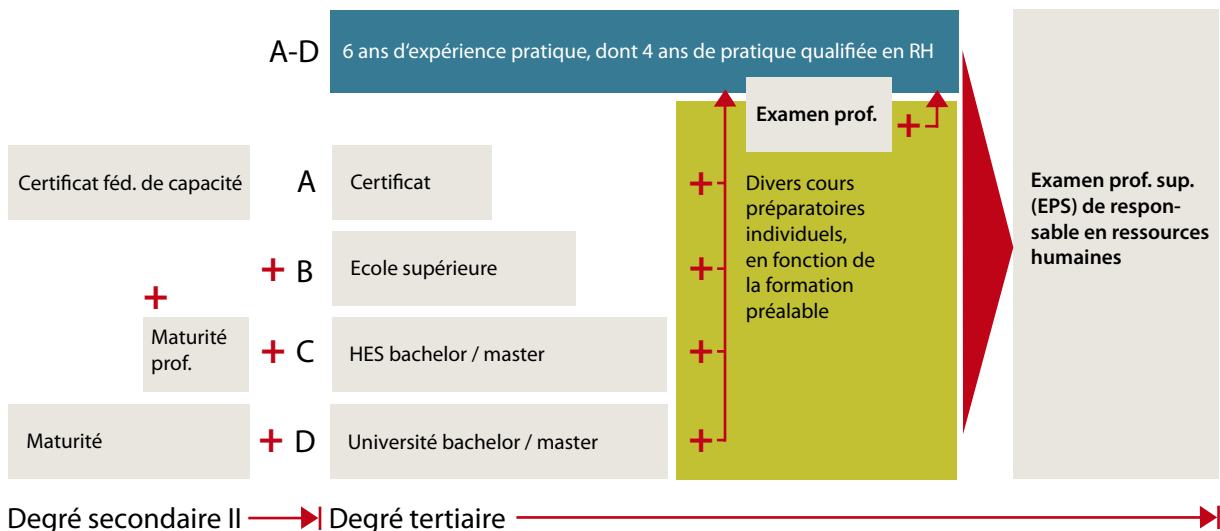 A-D
6 ans d’expérience pratique, dont 4 ans de pratique qualifiée en RH
Examen prof.
+
Certificat féd. de capacité
A
Certificat
+
Divers cours
préparatoires
individuels,
en fonction de
la formation
préalable
Examen prof. sup.
(EPS) de respon-
sable en ressources
humaines
+
B
Ecole supérieure
+
+
Maturité
prof.
+
C
HES bachelor / master
+
Maturité
+
D
Université bachelor / master
+
Degré secondaire II
Degré tertiaire